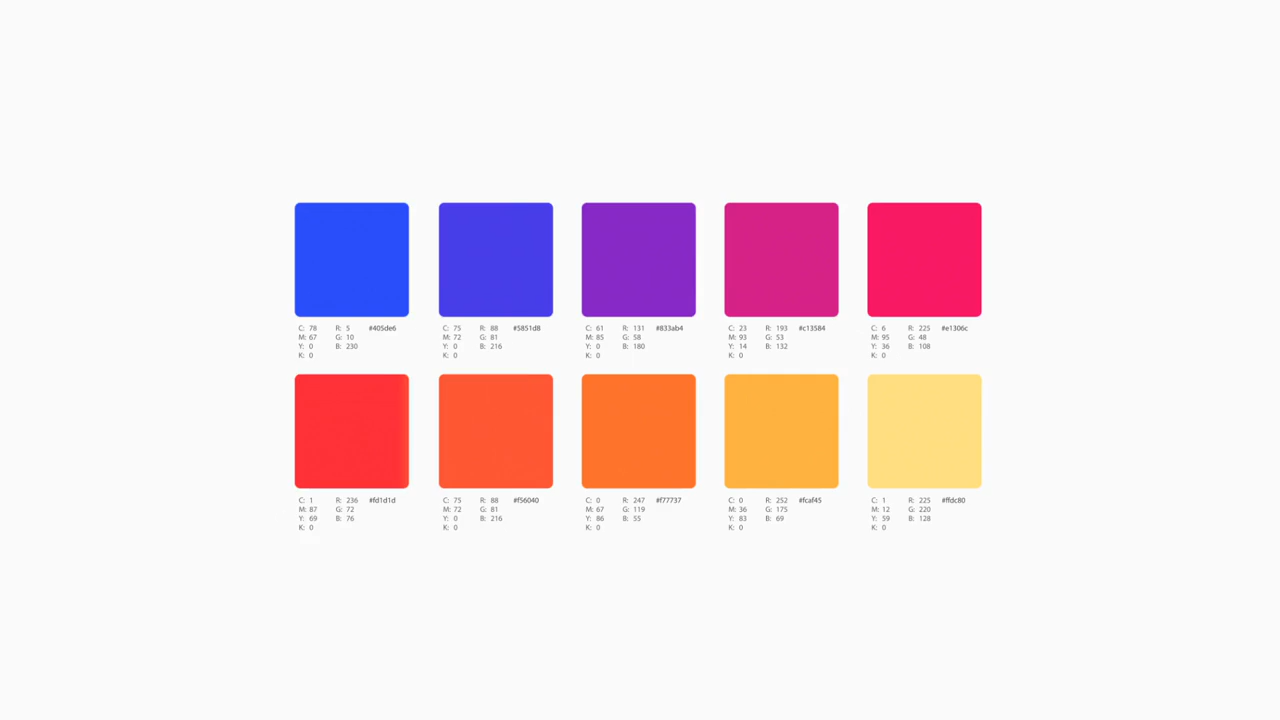 C: 78 R: 5 #405de6
M: 67 G: 10
Y: 0 B: 230
K: 0
C: 75 R: 88 #5851d8
M: 72 G: 81
Y: 0 B: 216
K: 0
C: 61 R: 131 #833ab4
M: 85 G: 58
Y: 0 B: 180
K: 0
C: 23 R: 193 #c13584
M: 93 G: 53
Y: 14 B: 132
K: 0
C: 6 R: 225 #e1306c
M: 95 G: 48
Y: 36 B: 108
K: 0
C: 1 R: 236 #fd1d1d
M: 87 G: 72
Y: 69 B: 76
K: 0
C: 75 R: 88 #f56040
M: 72 G: 81
Y: 0 B: 216
K: 0
C: 0 R: 247 #f77737
M: 67 G: 119
Y: 86 B: 55
K: 0
C: 0 R: 252 #fcaf45
M: 36 G: 175
Y: 83 B: 69
K: 0
C: 1 R: 225 #ffdc80
M: 12 G: 220
Y: 59 B: 128
K: 0